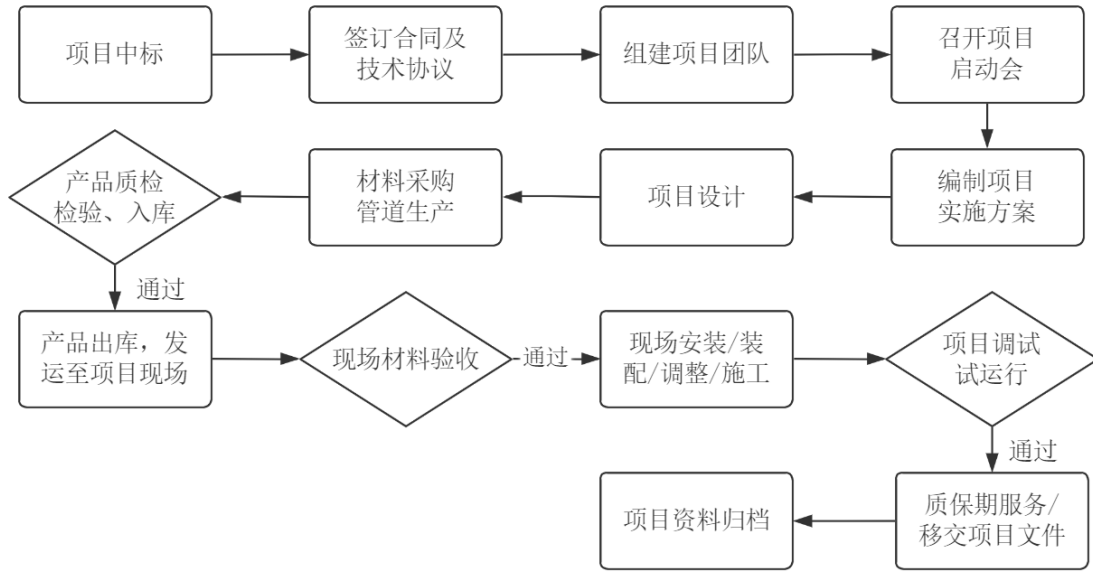 项目中标
签订合同及
技术协议
组建项目团队
召开项目
启动会
编制项目
实施方案
项目设计
材料采购
管道生产
产品质检
检验、入库
通过
产品出库，发
运至项目现场
现场材料验收
通过
现场安装/装
配/调整/施工
项目调试
试运行
通过
质保期服务/
移交项目文件
项目资料归档